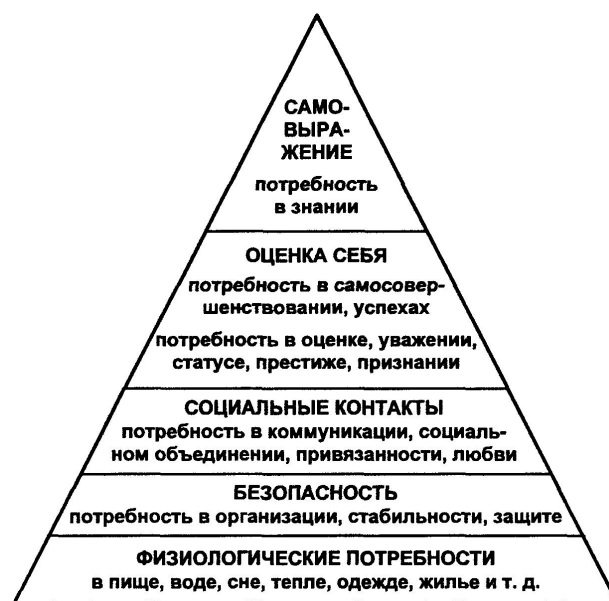 САМО-
ВЫРА-
ЖЕНИЕ
потребность
в знании
ОЦЕНКА СЕБЯ
потребность в самосовер-
шенствовании, успехах
потребность в оценке, уважении,
статусе, престиже, признании
СОЦИАЛЬНЫЕ КОНТАКТЫ
потребность в коммуникации, социаль-
ном объединении, привязанности, любви
БЕЗОПАСНОСТЬ
потребность в организации, стабильности, защите
ФИЗИОЛОГИЧЕСКИЕ ПОТРЕБНОСТИ
в пище, воде, сне, тепле, одежде, жилье и т. д.